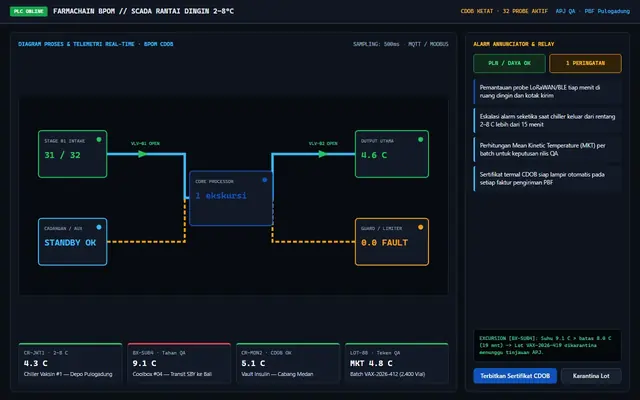 PLC ONLINE
FARMACHAIN BPOM // SCADA RANTAI DINGIN 2-8°C
CDOB KETAT · 32 PROBE AKTIF
APJ QA · PBF Pulogadung
DIAGRAM PROSES & TELEMETRI REAL-TIME · BPOM CDOB
SAMPLING: 500ms
MQTT / MODBUS
STAGE 01 INTAKE
31 / 32
VLV-01 OPEN
CORE PROCESSOR
1 ekskursi
VLV-02 OPEN
OUTPUT UTAMA
4.6 C
CADANGAN / AUX
STANDBY OK
GUARD / LIMITER
0.0 FAULT
CR-JKT1 · 2-8 C
4.3 C
Chiller Vaksin #1 — Depo Pulogadung
BX-SUB4 · Tahan QA
9.1 C
Coolbox #04 — Transit SBY ke Bali
CR-MDN2 · CDOB OK
5.1 C
Vault Insulin — Cabang Medan
LOT-88 · Token QA
MKT 4.8 C
Batch VAX-2026-412 (2,400 Vial)
ALARM ANNUNCIATOR & RELAY
PLN / DAYA OK
1 PERINGATAN
Pemantauan probe LoRaWAN/BLE tiap menit di
ruang dingin dan kotak kirim
Eskalasi alarm seketika saat chiller keluar dari rentang
2–8 C lebih dari 15 menit
Perhitungan Mean Kinetic Temperature (MKT) per
batch untuk keputusan rilis QA
Sertifikat termal CDOB siap lampir otomatis pada
setiap faktur pengiriman PBF
EXCURSION [BX-SUB4]: Suhu 9.1 C > batas 8.0 C
(19 mnt) -> Lot VAX-2026-419 dikarantina
menunggu tinjauan APJ.
Terbitkan Sertifikat CDOB
Karantina Lot